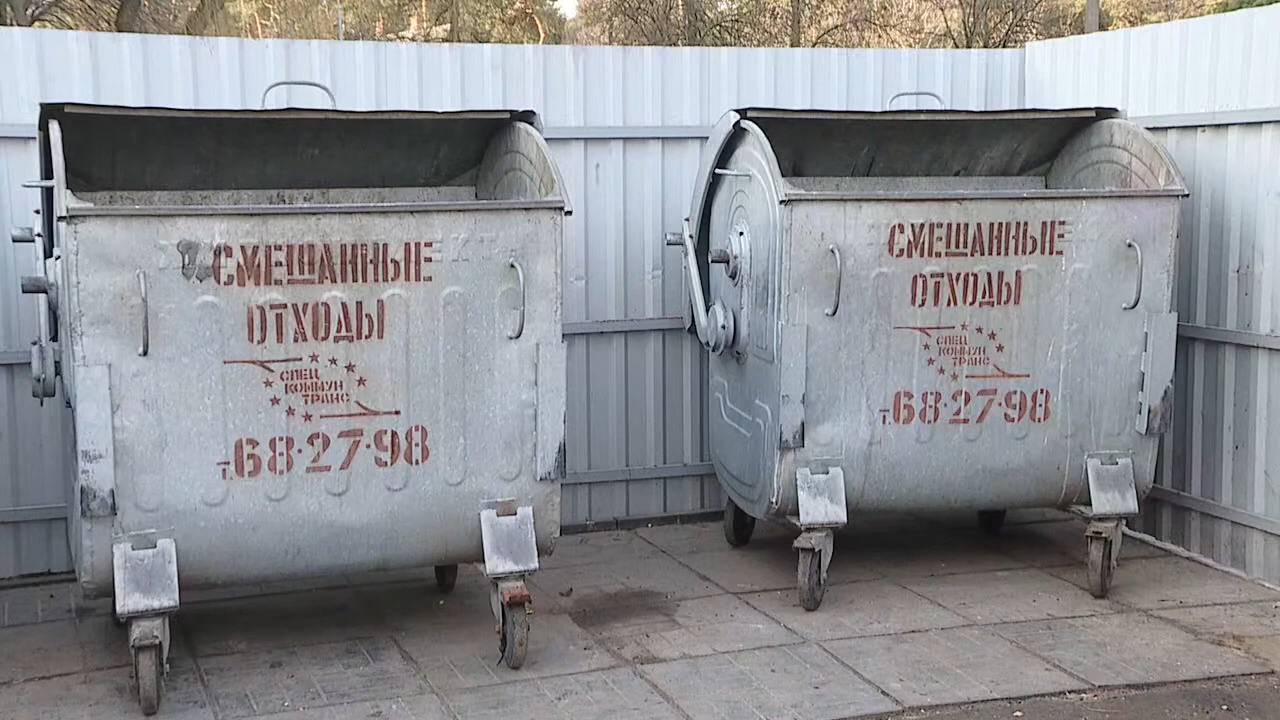 СМЕШАННЫЕ
ОТХОДЫ
СПЕЦ
КОММУН
ТРАНС
т.68-27-98
СМЕШАННЫЕ
ОТХОДЫ
СПЕЦ
КОММУН
ТРАНС
т.68-27-98